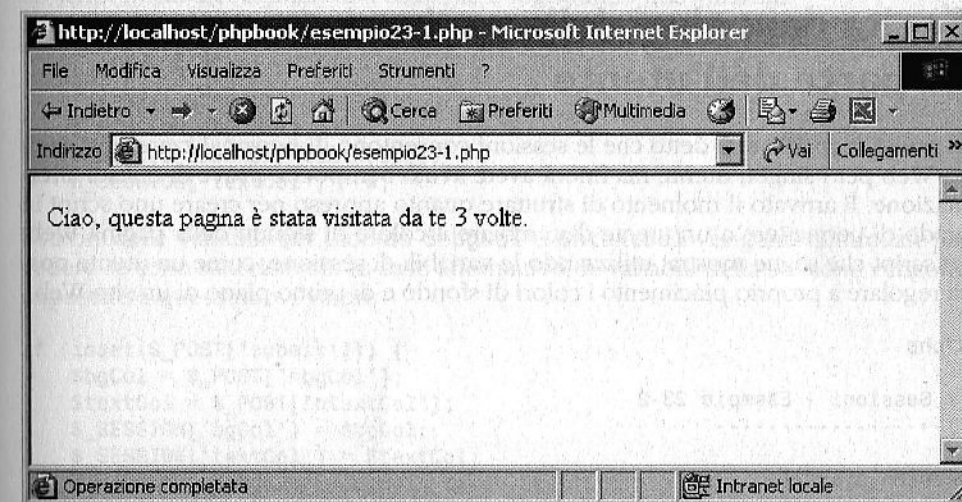 http://localhost/phpbook/esempio23-1.php - Microsoft Internet Explorer
File Modifica Visualizza Preferiti Strumenti ?
Indietro Cerca Preferiti Multimedia
Indirizzo http://localhost/phpbook/esempio23-1.php Vai Collegamenti »
Ciao, questa pagina è stata visitata da te 3 volte.
Operazione completata Intranet locale